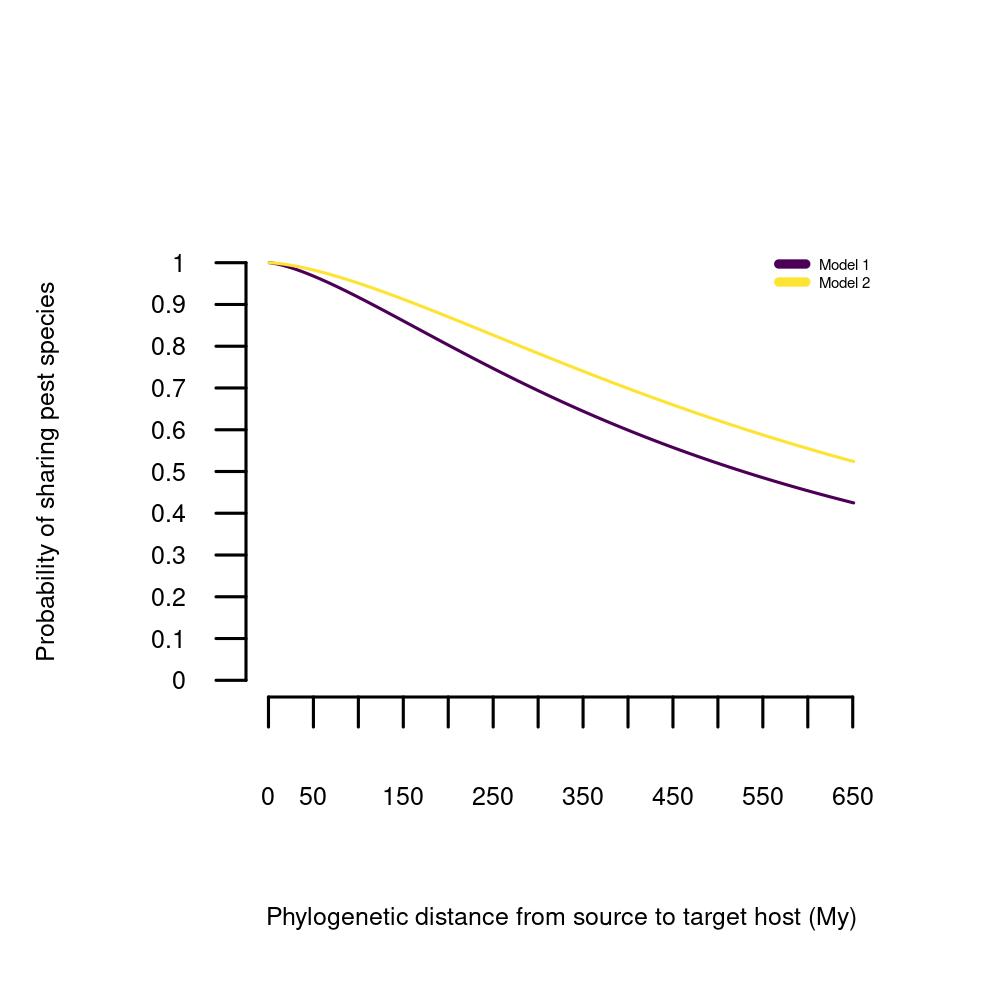 Model 1
Model 2
Probability of sharing pest species
1
0.9
0.8
0.7
0.6
0.5
0.4
0.3
0.2
0.1
0
0 50 150 250 350 450 550 650
Phylogenetic distance from source to target host (My)